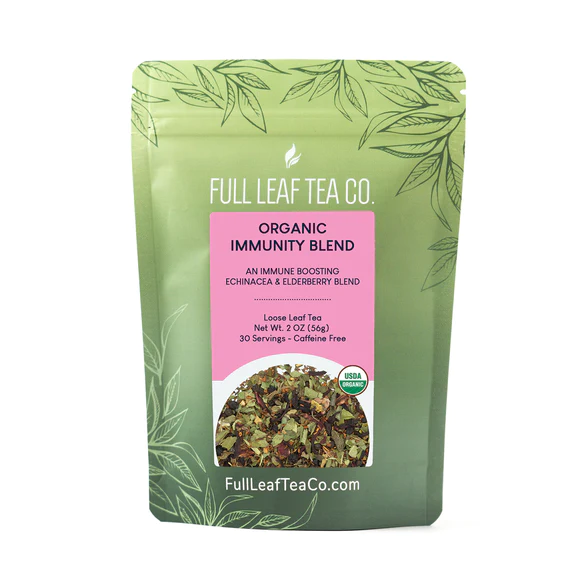 FULL LEAF TEA CO.
ORGANIC
IMMUNITY BLEND
AN IMMUNE BOOSTING
ECHINACEA & ELDERBERRY BLEND
Loose Leaf Tea
Net Wt. 2 OZ (56g)
30 Servings - Caffeine Free
USDA
ORGANIC
FullLeafTeaCo.com